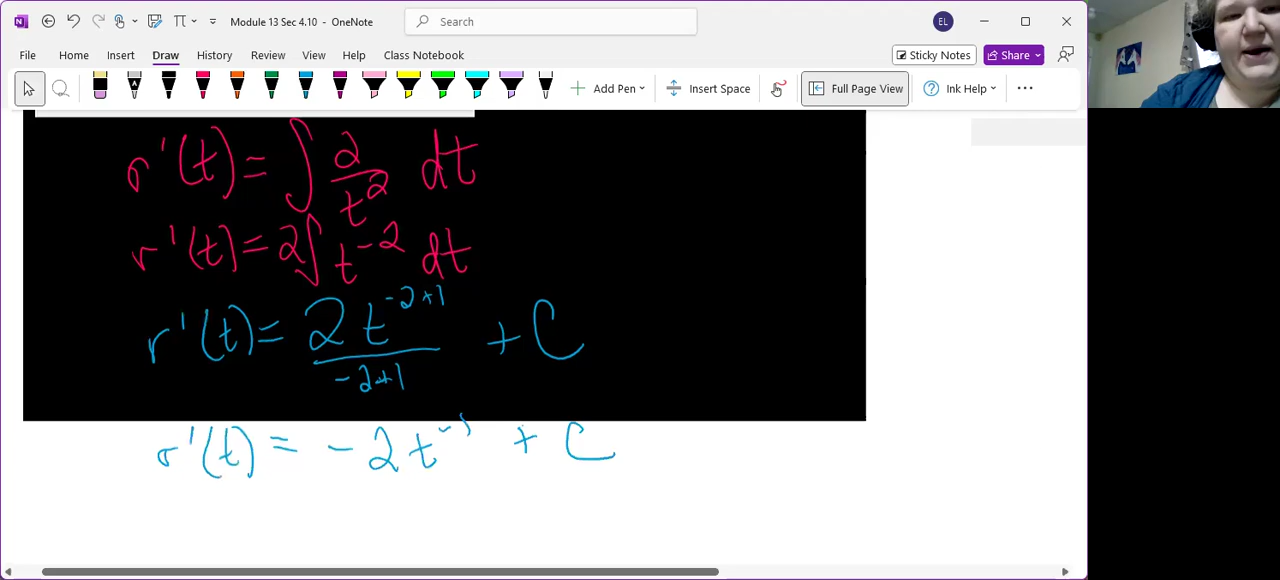 Module 13 Sec 4.10 - OneNote
Search
EL
File Home Insert Draw History Review View Help Class Notebook
Sticky Notes
Share
Add Pen
Insert Space
Full Page View
Ink Help
r'(t) = ∫ 2/t² dt
r'(t) = 2∫ t⁻² dt
r'(t) = 2t⁻²⁺¹/(-2+1) + C
r'(t) = -2t⁻¹ + C